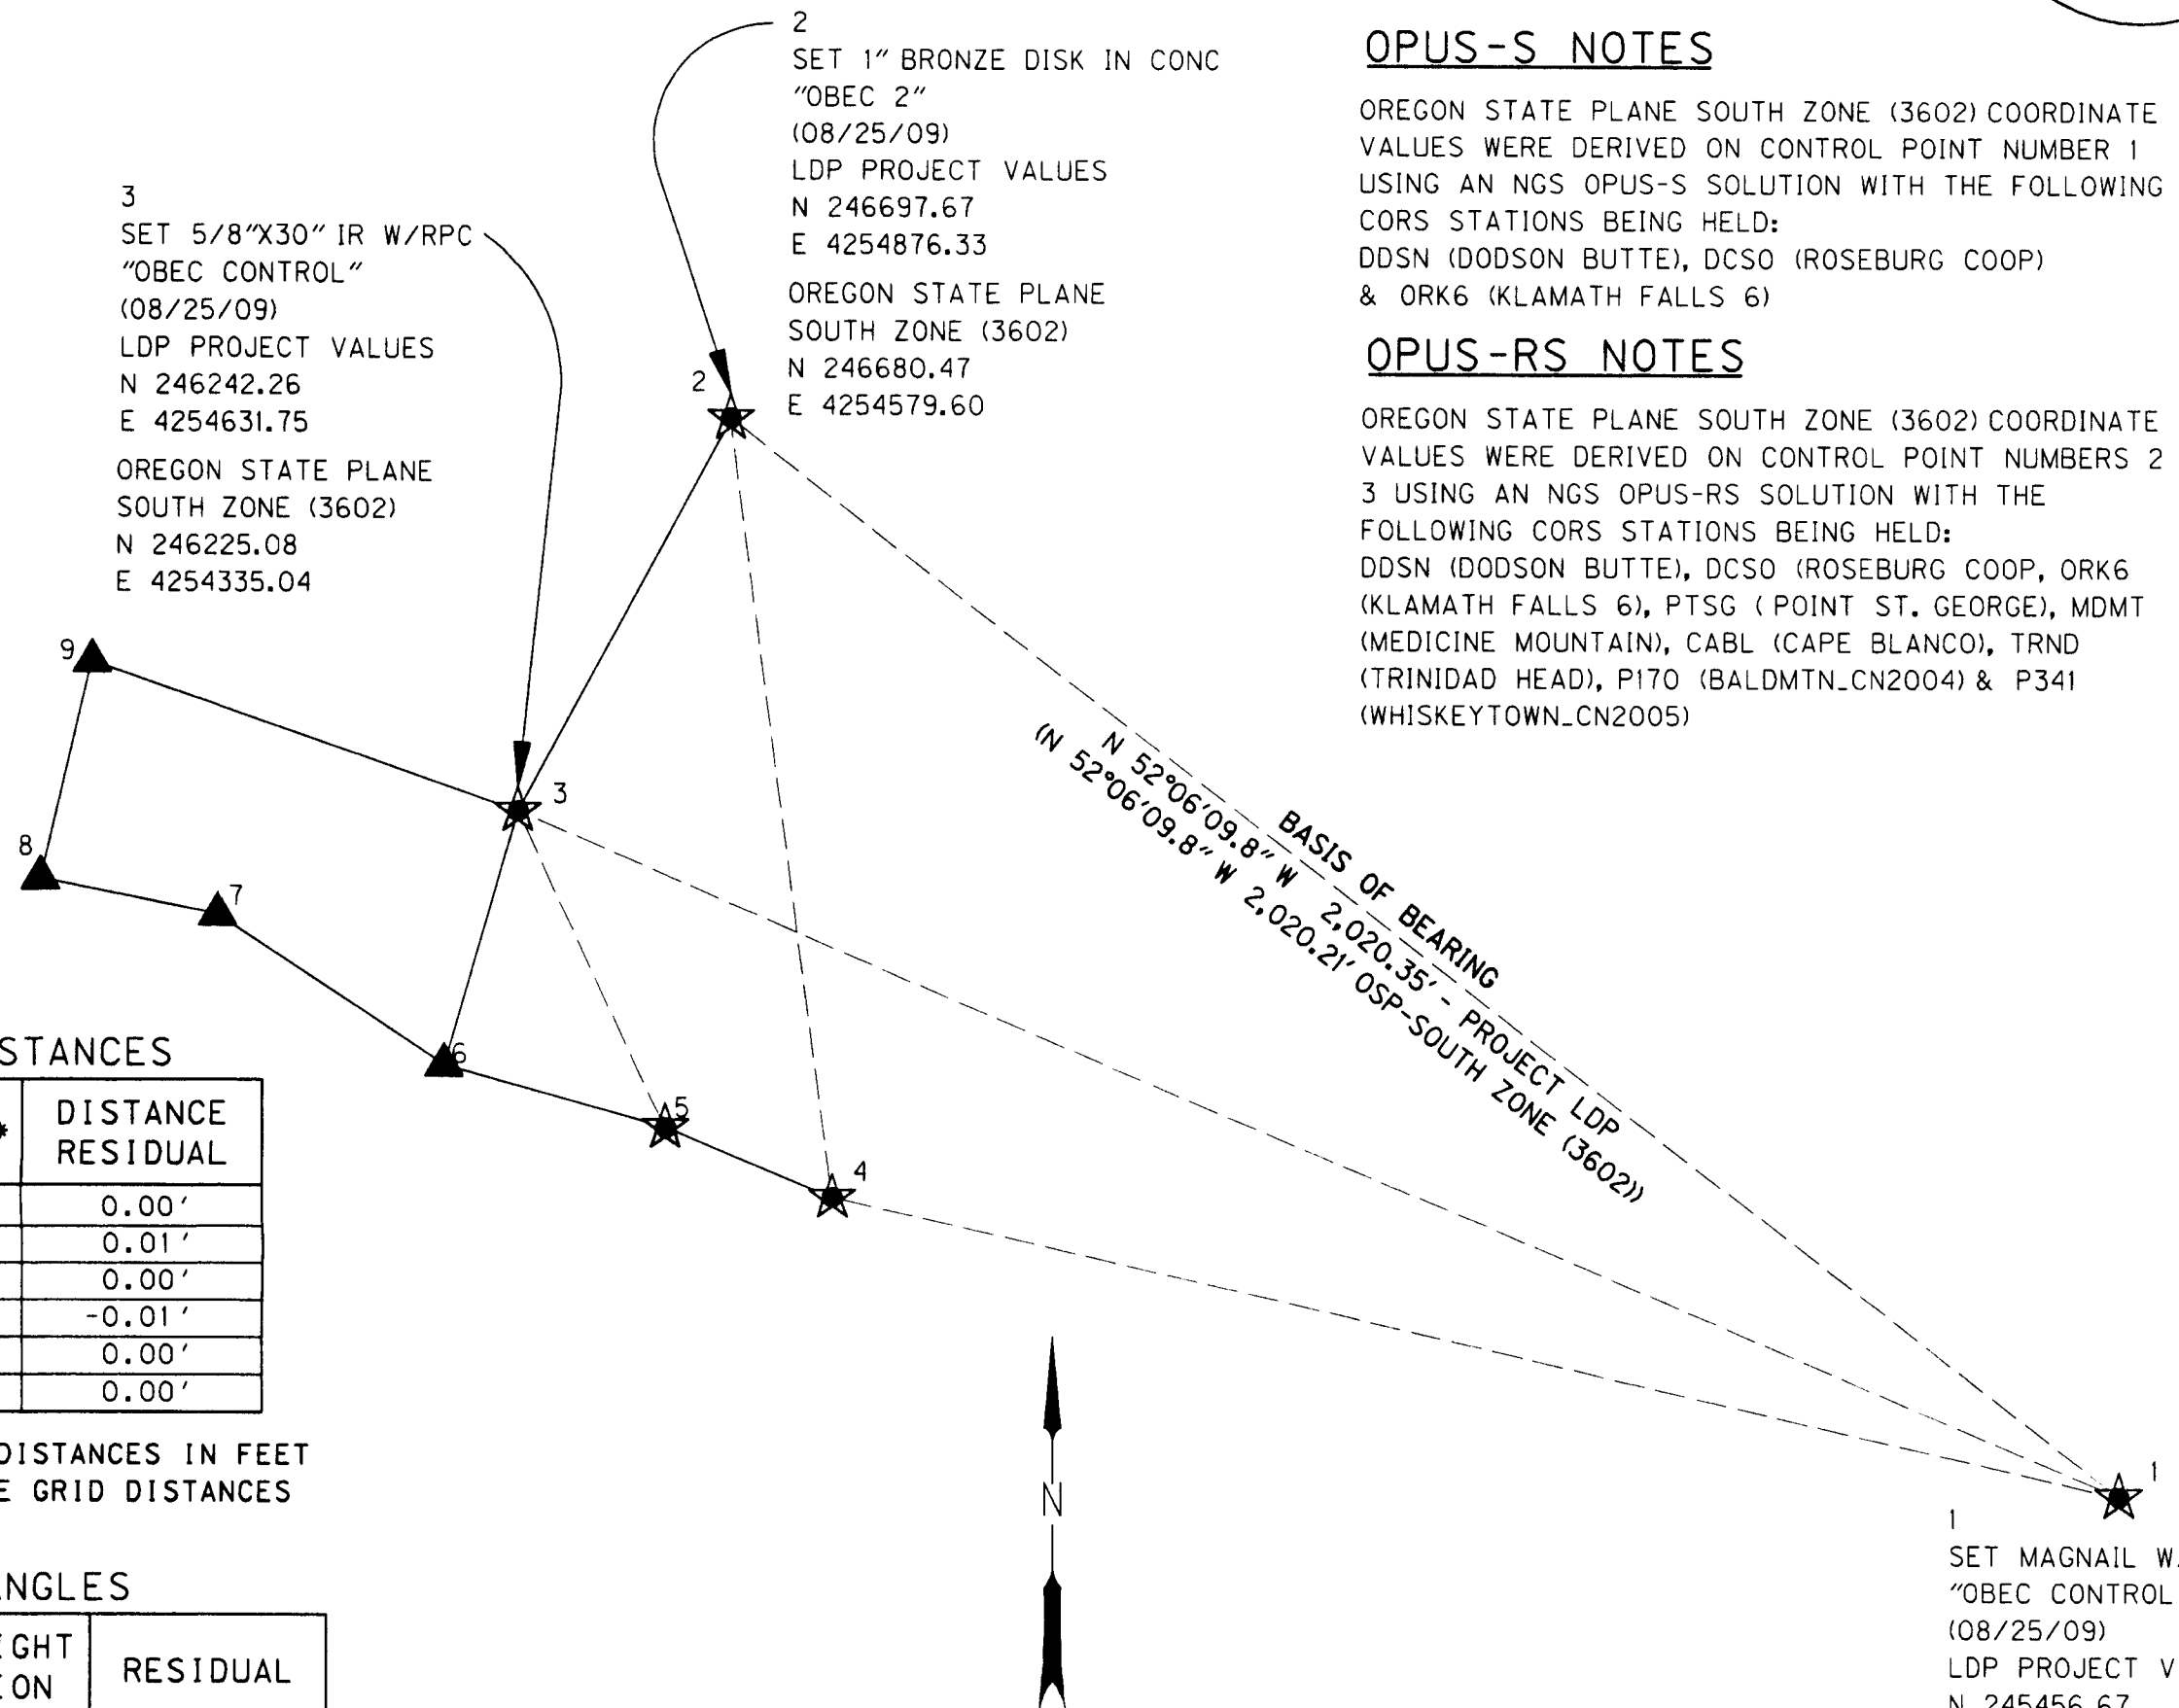 2
SET 1" BRONZE DISK IN CONC
"OBEC 2"
(08/25/09)
LDP PROJECT VALUES
N 246697.67
E 4254876.33
OREGON STATE PLANE
SOUTH ZONE (3602)
N 246680.47
E 4254579.60
3
SET 5/8"X30" IR W/RPC
"OBEC CONTROL"
(08/25/09)
LDP PROJECT VALUES
N 246242.26
E 4254631.75
OREGON STATE PLANE
SOUTH ZONE (3602)
N 246225.08
E 4254335.04
OPUS-S NOTES
OREGON STATE PLANE SOUTH ZONE (3602) COORDINATE
VALUES WERE DERIVED ON CONTROL POINT NUMBER 1
USING AN NGS OPUS-S SOLUTION WITH THE FOLLOWING
CORS STATIONS BEING HELD:
DDSN (DODSON BUTTE), DCSO (ROSEBURG COOP)
& ORK6 (KLAMATH FALLS 6)
OPUS-RS NOTES
OREGON STATE PLANE SOUTH ZONE (3602) COORDINATE
VALUES WERE DERIVED ON CONTROL POINT NUMBERS 2
3 USING AN NGS OPUS-RS SOLUTION WITH THE
FOLLOWING CORS STATIONS BEING HELD:
DDSN (DODSON BUTTE), DCSO (ROSEBURG COOP, ORK6
(KLAMATH FALLS 6), PTSG ( POINT ST. GEORGE), MDMT
(MEDICINE MOUNTAIN), CABL (CAPE BLANCO), TRND
(TRINIDAD HEAD), P170 (BALDMTN_CN2004) & P341
(WHISKEYTOWN_CN2005)
2
9
3
8
7
6
5
4
BASIS OF BEARING
N 52°06'09.8" W 2,020.35' - PROJECT LDP
(N 52°06'09.8" W 2,020.21' OSP-SOUTH ZONE (3602))
STANCES
* DISTANCE
RESIDUAL
0.00'
0.01'
0.00'
-0.01'
0.00'
0.00'
DISTANCES IN FEET
E GRID DISTANCES
N
1
1
SET MAGNAIL W
"OBEC CONTROL
(08/25/09)
LDP PROJECT V
N 245456.67
ANGLES
IGHT
ION
RESIDUAL